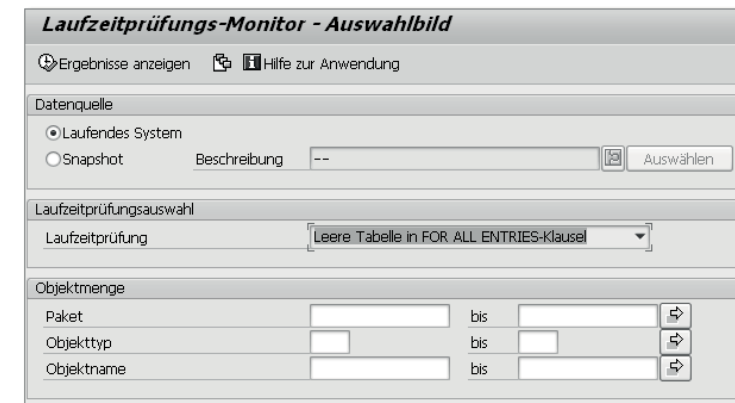 Laufzeitprüfungs-Monitor - Auswahlbild
Ergebnisse anzeigen Hilfe zur Anwendung
Datenquelle
Laufendes System
Snapshot Beschreibung -- Auswählen
Laufzeitprüfungsauswahl
Laufzeitprüfung Leere Tabelle in FOR ALL ENTRIES-Klausel
Objektmenge
Paket bis
Objekttyp bis
Objektname bis